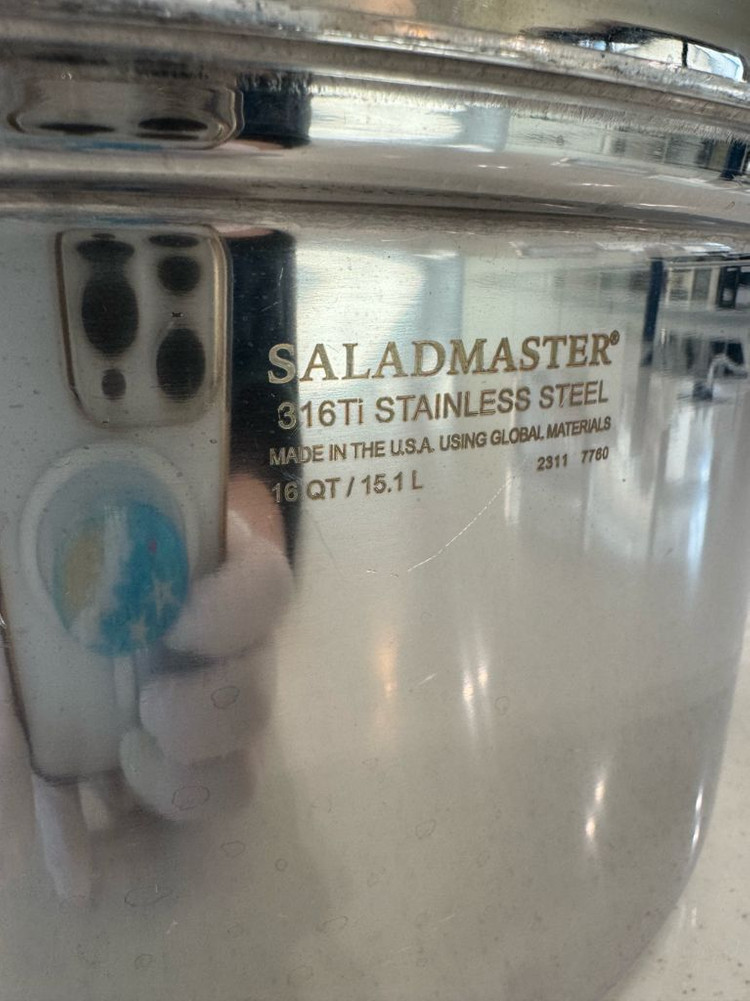 SALADMASTER®
316Ti STAINLESS STEEL
MADE IN THE U.S.A. USING GLOBAL MATERIALS
2311 7760
16 QT / 15.1 L